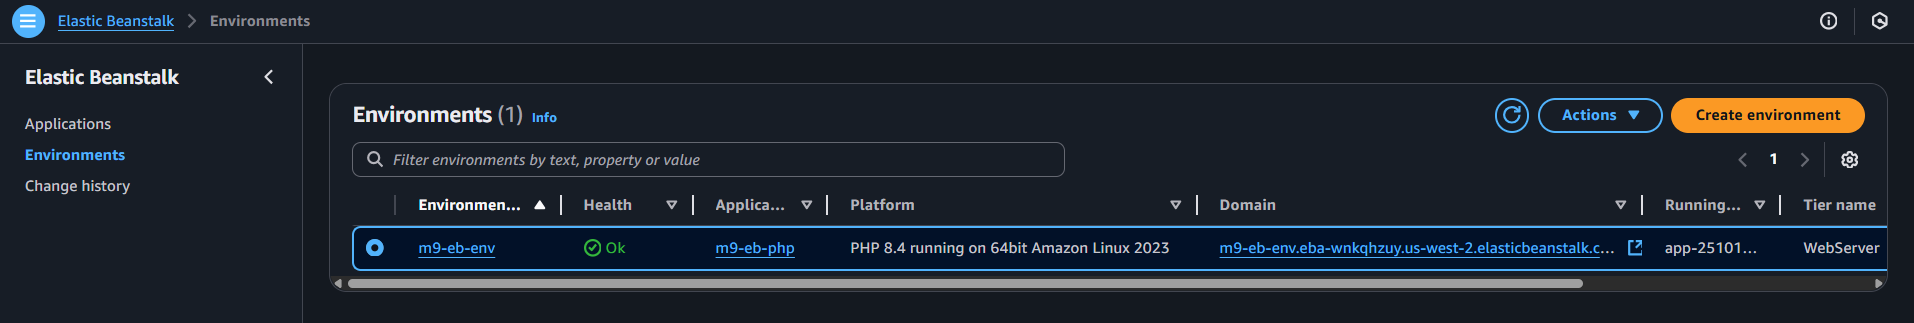 Elastic Beanstalk > Environments
Elastic Beanstalk
Applications
Environments
Change history
Environments (1) Info
Actions
Create environment
Filter environments by text, property or value
1
Environmen... Health Applica... Platform Domain Running... Tier name
m9-eb-env Ok m9-eb-php PHP 8.4 running on 64bit Amazon Linux 2023 m9-eb-env.eba-wnkqhzuy.us-west-2.elasticbeanstalk.c... app-25101... WebServer